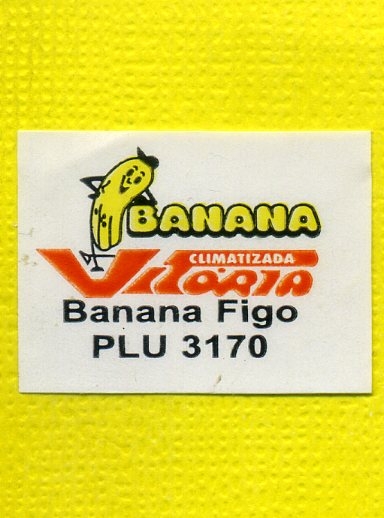 BANANA
CLIMATIZADA
VITÓRIA
Banana Figo
PLU 3170